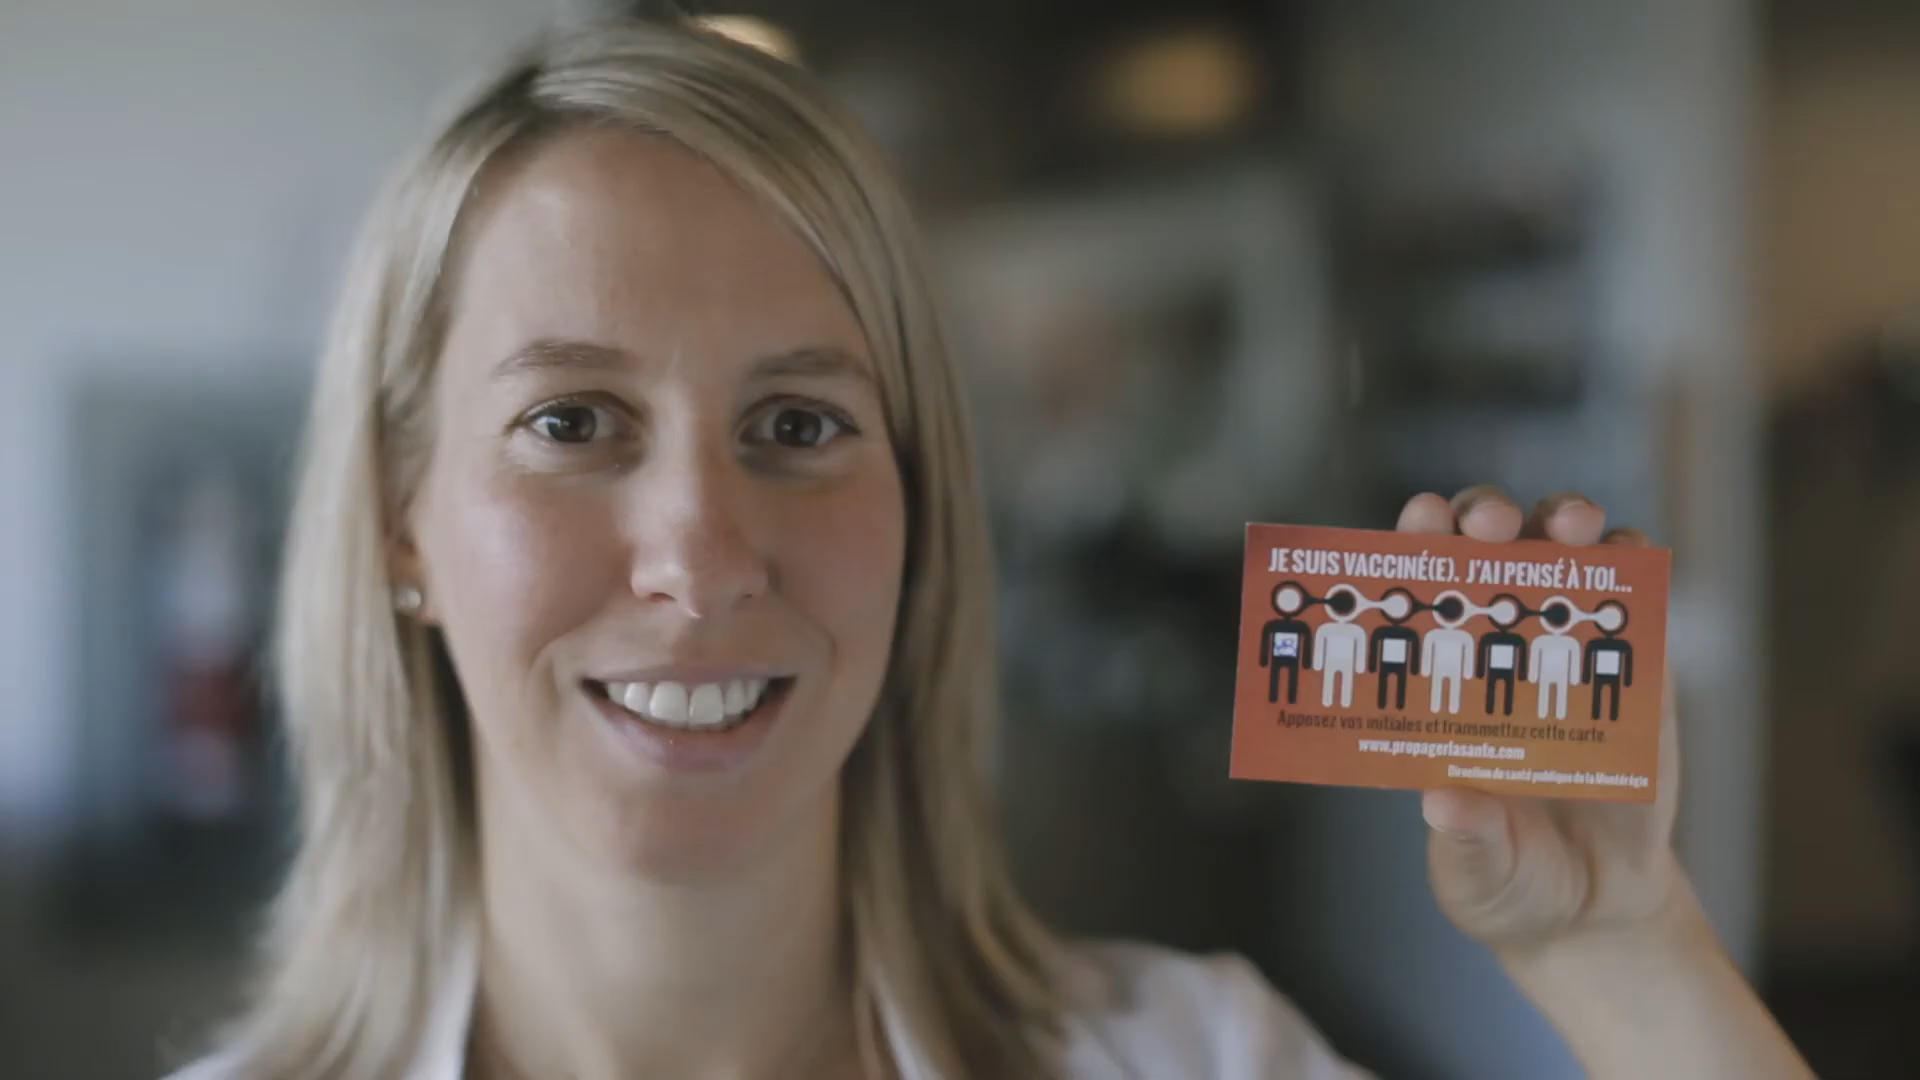 JE SUIS VACCINÉ(E). J'AI PENSÉ À TOI...
Apposez vos initiales et transmettez cette carte.
www.propagerlasante.com
Direction de santé publique de la Montérégie